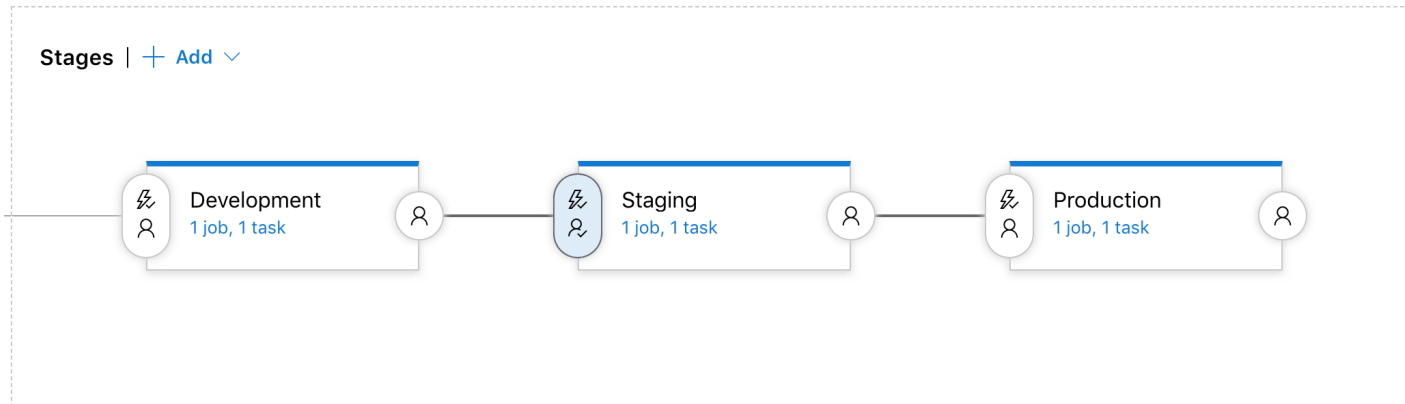 Stages | + Add
Development
1 job, 1 task
Staging
1 job, 1 task
Production
1 job, 1 task